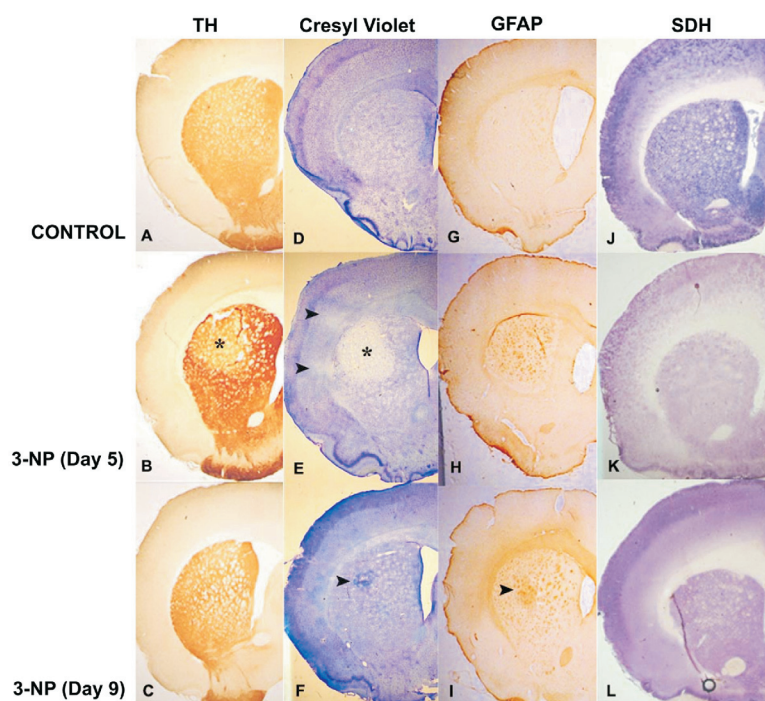 TH Cresyl Violet GFAP SDH
CONTROL A D G J
* *
3-NP (Day 5) B E H K
3-NP (Day 9) C F I L